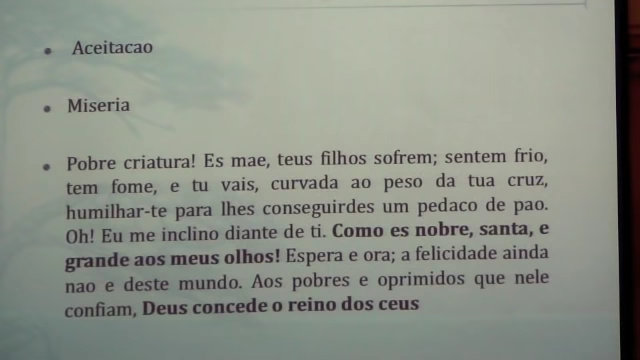 Aceitacao
Miseria
Pobre criatura! Es mae, teus filhos sofrem; sentem frio,
tem fome, e tu vais, curvada ao peso da tua cruz,
humilhar-te para lhes conseguirdes um pedaco de pao.
Oh! Eu me inclino diante de ti. Como es nobre, santa, e
grande aos meus olhos! Espera e ora; a felicidade ainda
nao e deste mundo. Aos pobres e oprimidos que nele
confiam, Deus concede o reino dos ceus